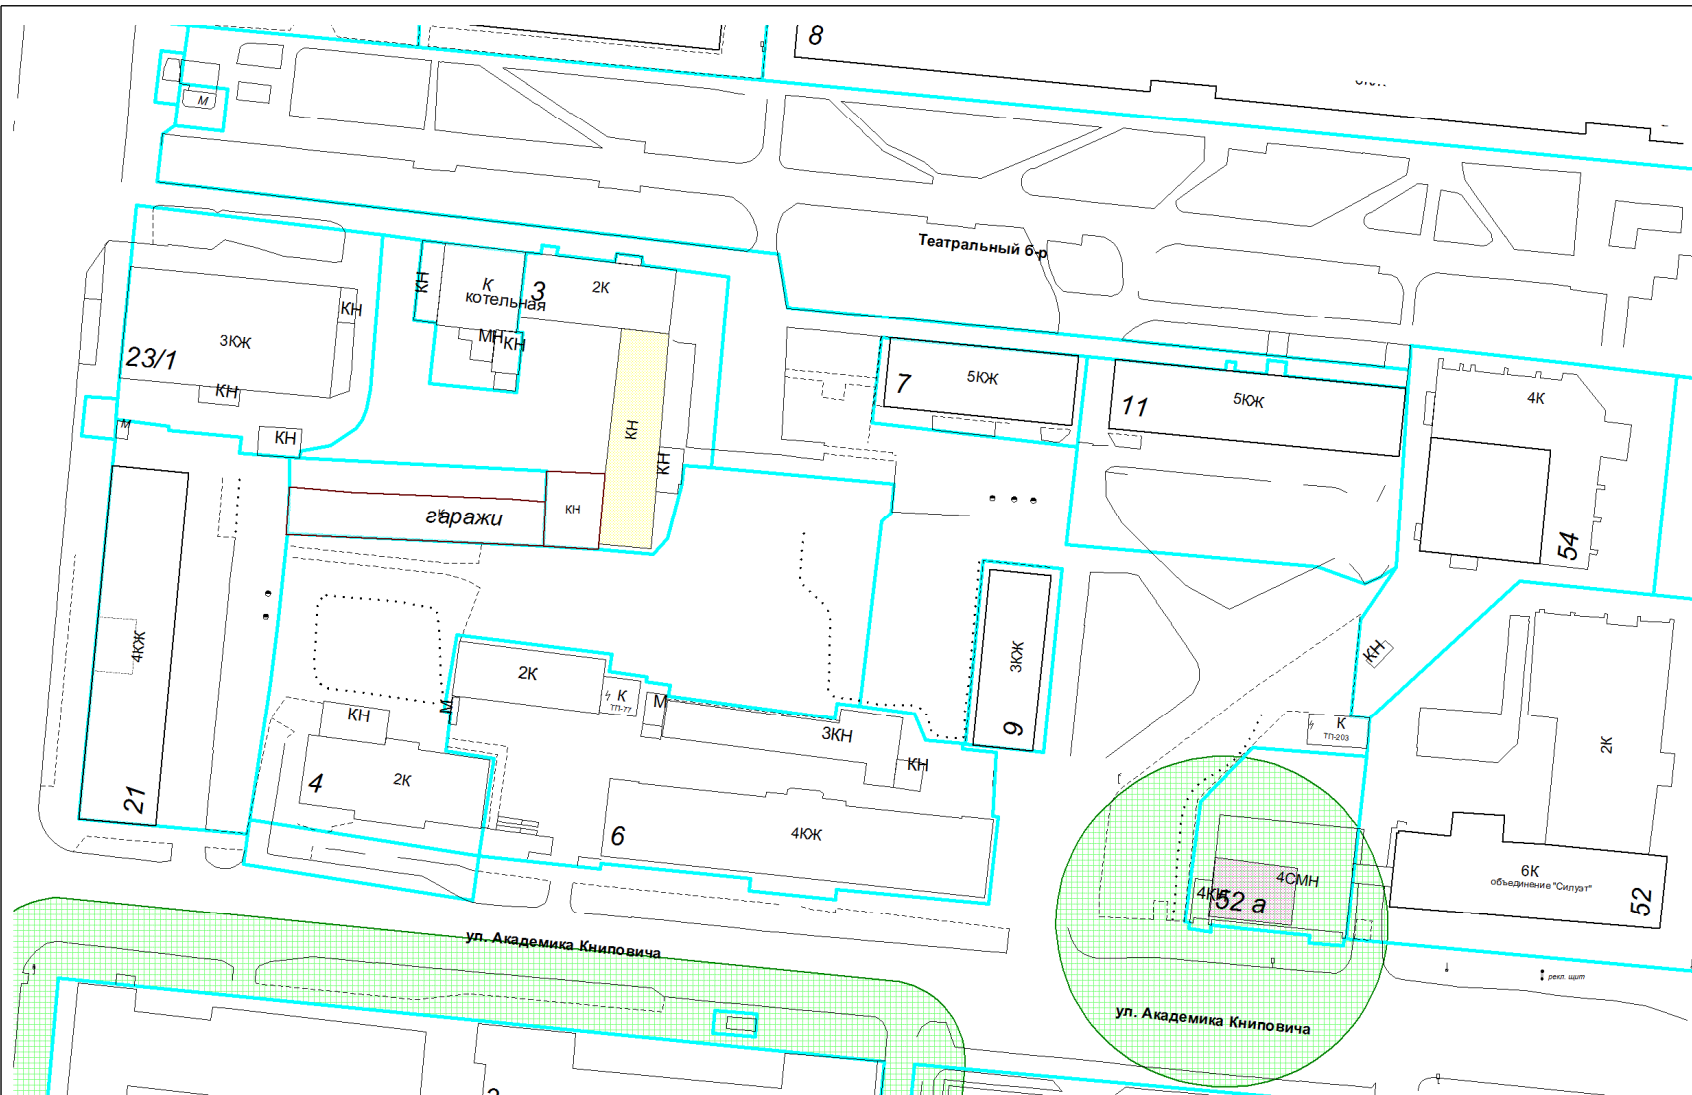 8
М
Театральный б-р
КН
К
котельная
3
2К
КН
3КЖ
23/1
МН
КН
КН
5КЖ
7
5КЖ
11
4К
М
КН
КН
КН
гаражи
КН
54
4КЖ
2К
К
ТП-77
М
М
3КЖ
9
КН
КН
3КН
КН
К
ТП-203
2К
21
4
2К
6
4КЖ
4СМН
52 а
6К
объединение "Силуэт"
52
ул. Академика Книповича
рекл. щит
ул. Академика Книповича